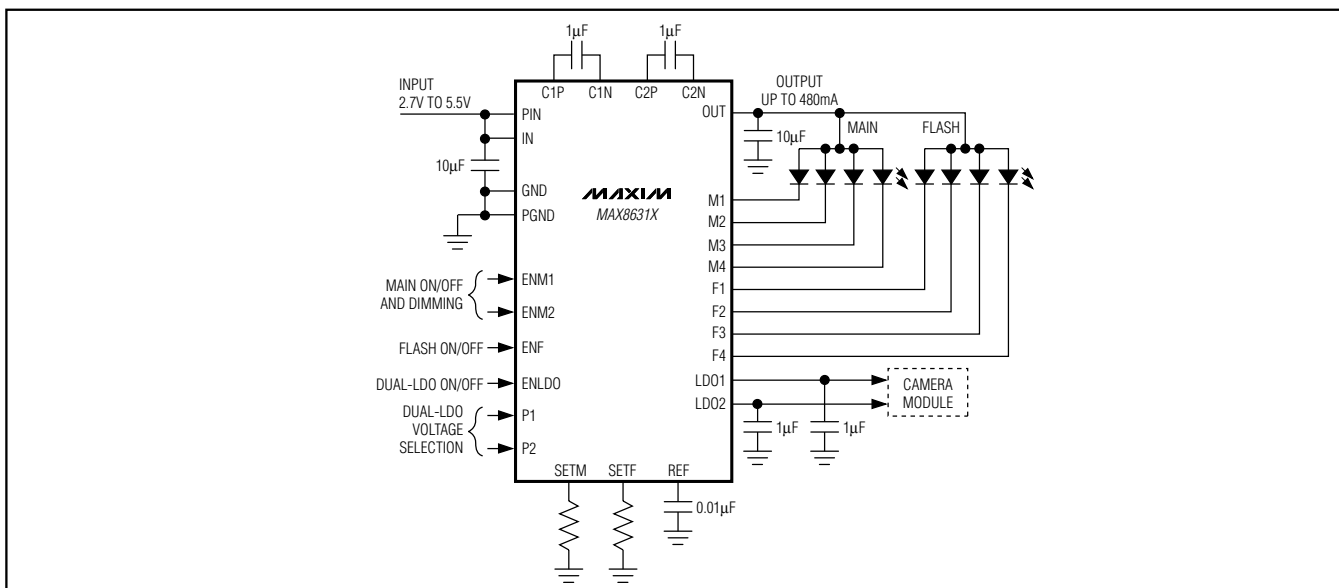 1µF
1µF
INPUT
2.7V TO 5.5V
OUTPUT
UP TO 480mA
C1P
C1N
C2P
C2N
PIN
OUT
MAIN
FLASH
IN
10µF
10µF
GND
PGND
MAXIM
MAX8631X
M1
M2
M3
M4
ENM1
MAIN ON/OFF
AND DIMMING
ENM2
F1
F2
F3
F4
FLASH ON/OFF
ENF
DUAL-LDO ON/OFF
ENLDO
LDO1
LDO2
CAMERA
MODULE
DUAL-LDO
VOLTAGE
SELECTION
P1
P2
1µF
1µF
SETM
SETF
REF
0.01µF